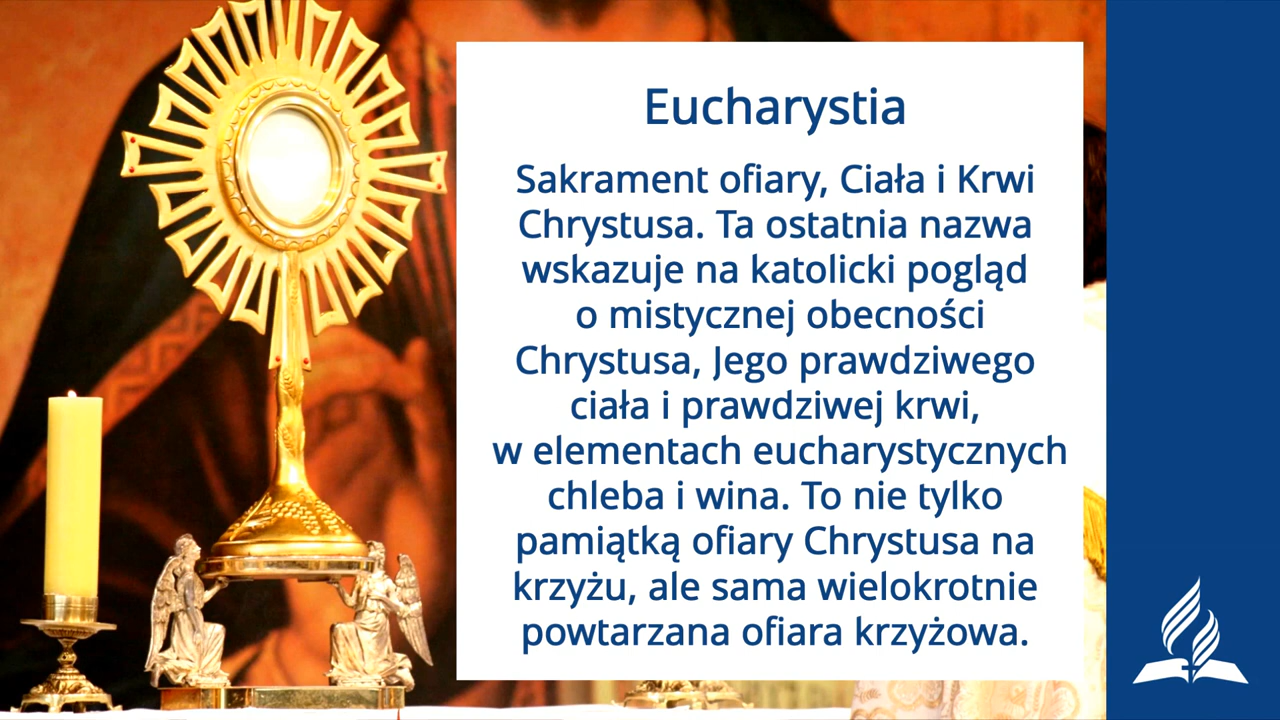 Eucharystia
Sakrament ofiary, Ciała i Krwi
Chrystusa. Ta ostatnia nazwa
wskazuje na katolicki pogląd
o mistycznej obecności
Chrystusa, Jego prawdziwego
ciała i prawdziwej krwi,
w elementach eucharystycznych
chleba i wina. To nie tylko
pamiątką ofiary Chrystusa na
krzyżu, ale sama wielokrotnie
powtarzana ofiara krzyżowa.